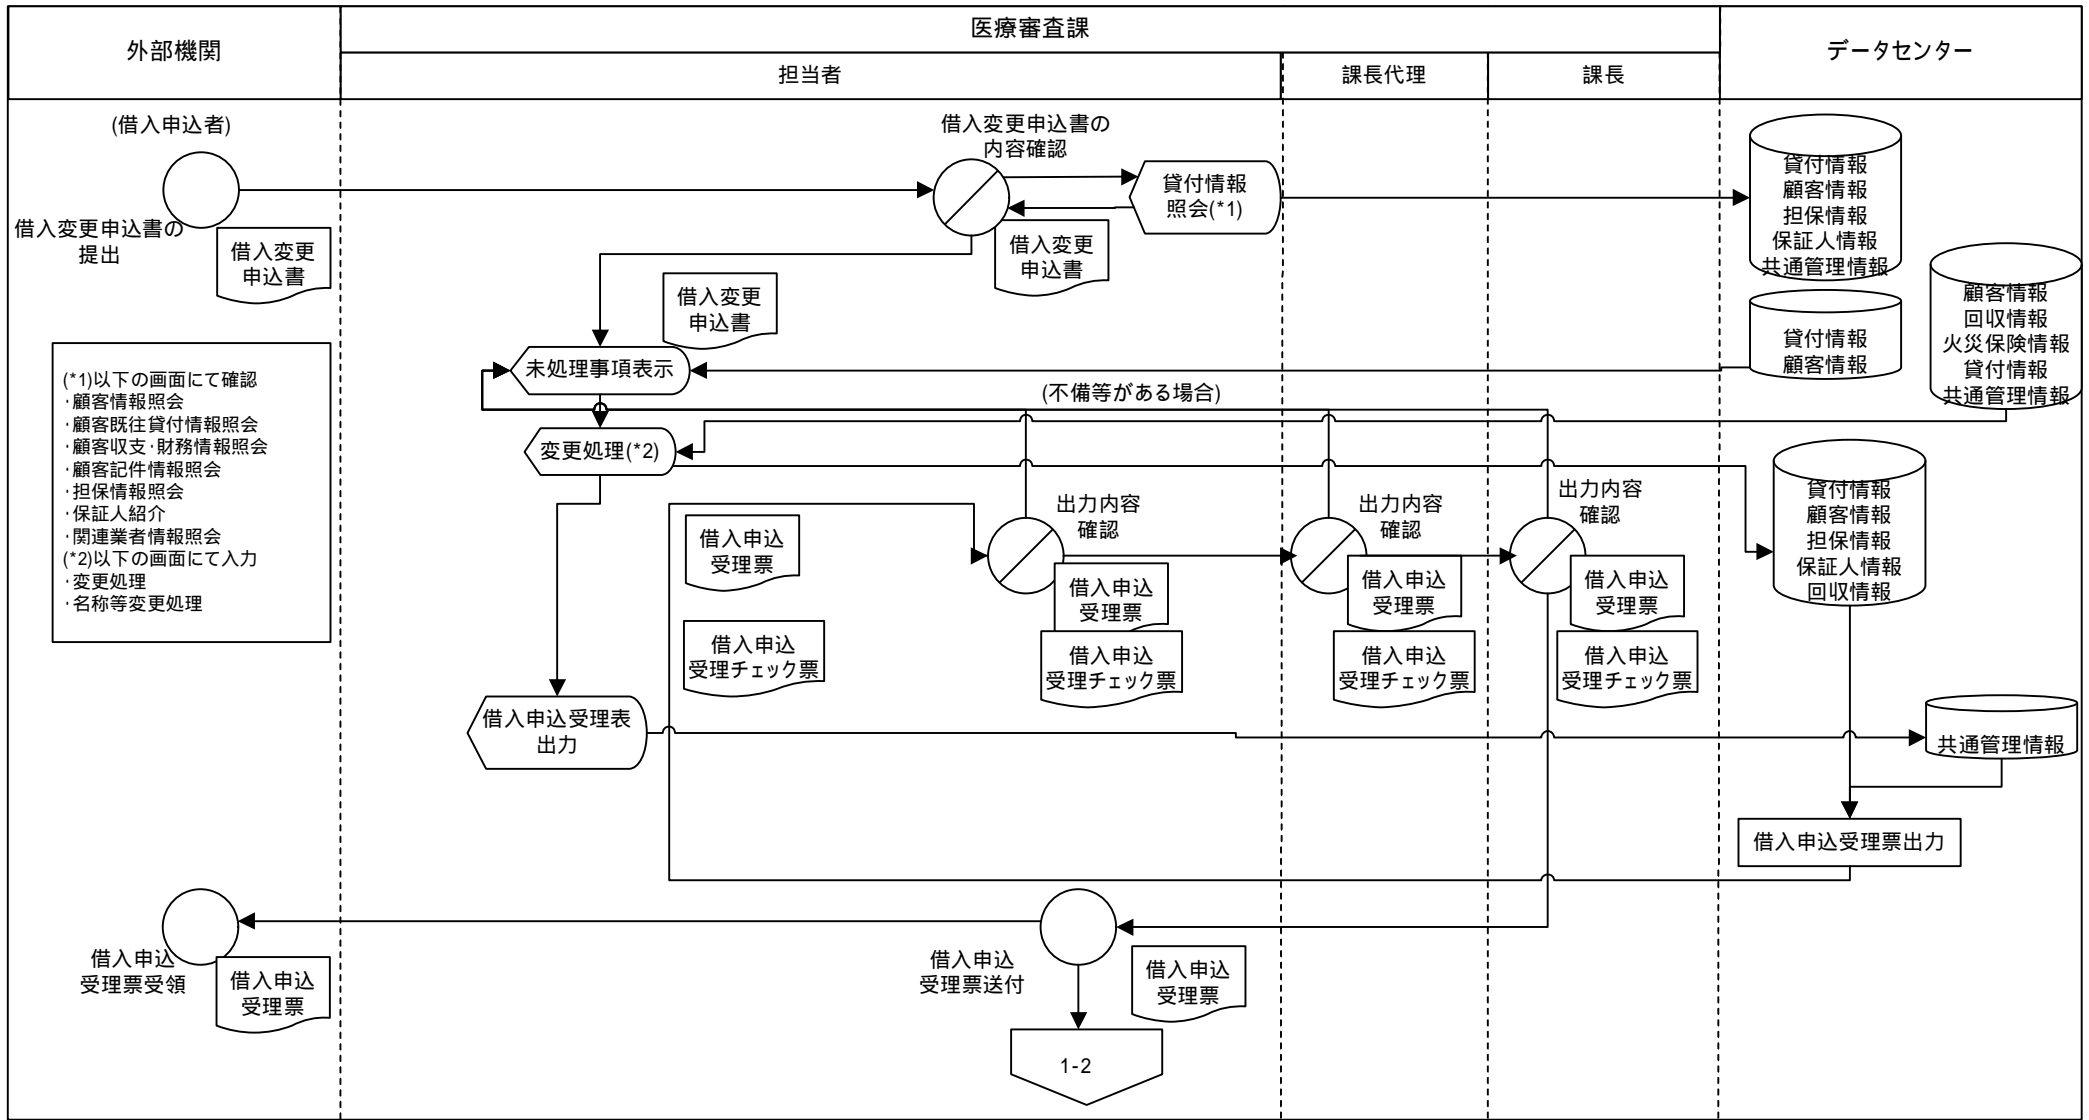 外部機関
医療審査課
データセンター
担当者
課長代理
課長
(借入申込者)
借入変更申込書の
提出
借入変更
申込書
借入変更申込書の
内容確認
借入変更
申込書
貸付情報
照会(*1)
貸付情報
顧客情報
担保情報
保証人情報
共通管理情報
借入変更
申込書
未処理事項表示
貸付情報
顧客情報
顧客情報
回収情報
火災保険情報
貸付情報
共通管理情報
(*1)以下の画面にて確認
・顧客情報照会
・顧客既往貸付情報照会
・顧客収支・財務情報照会
・顧客記件情報照会
・担保情報照会
・保証人紹介
・関連業者情報照会
(*2)以下の画面にて入力
・変更処理
・名称等変更処理
(不備等がある場合)
変更処理(*2)
借入申込
受理票
借入申込
受理チェック票
出力内容
確認
借入申込
受理票
借入申込
受理チェック票
出力内容
確認
借入申込
受理票
借入申込
受理チェック票
出力内容
確認
借入申込
受理票
借入申込
受理チェック票
貸付情報
顧客情報
担保情報
保証人情報
回収情報
借入申込受理表
出力
共通管理情報
借入申込受理票出力
借入申込
受理票受領
借入申込
受理票
借入申込
受理票送付
借入申込
受理票
1-2